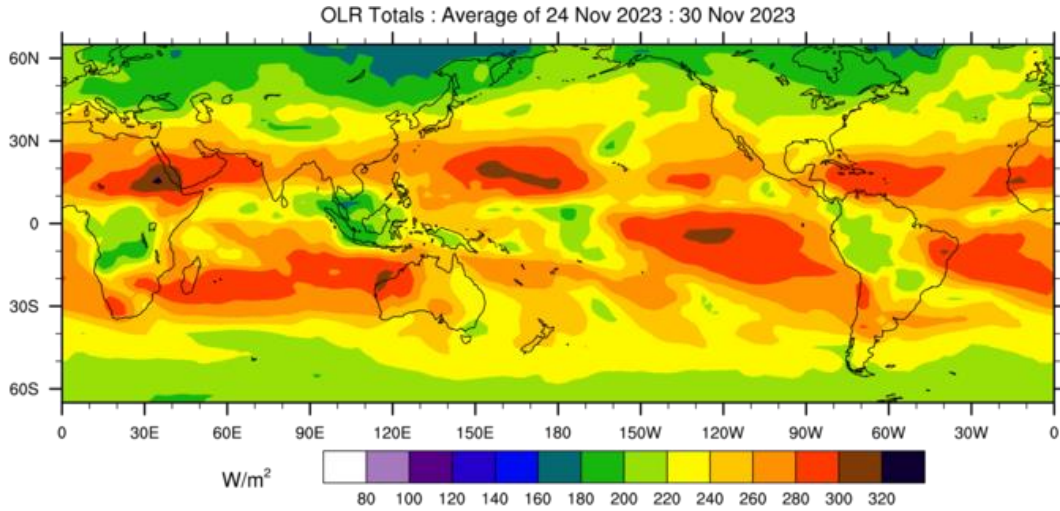 OLR Totals : Average of 24 Nov 2023 : 30 Nov 2023
60N
30N
0
30S
60S
0 30E 60E 90E 120E 150E 180 150W 120W 90W 60W 30W 0
W/m²
80 100 120 140 160 180 200 220 240 260 280 300 320